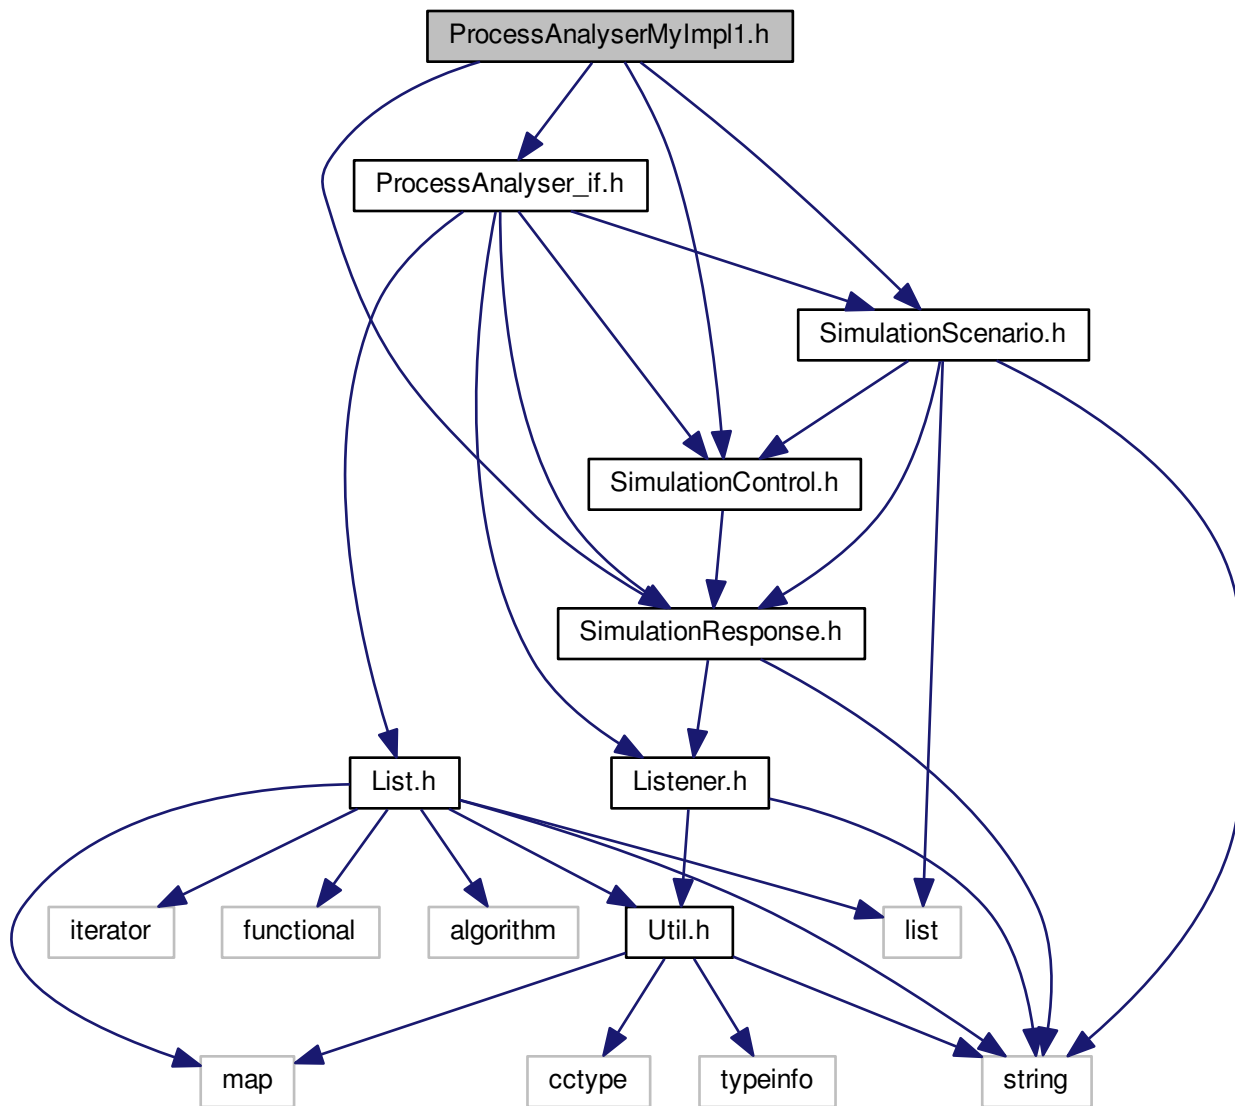 ProcessAnalyserMyImpl1.h
ProcessAnalyser_if.h
SimulationScenario.h
SimulationControl.h
SimulationResponse.h
List.h
Listener.h
iterator
functional
algorithm
Util.h
list
map
cctype
typeinfo
string